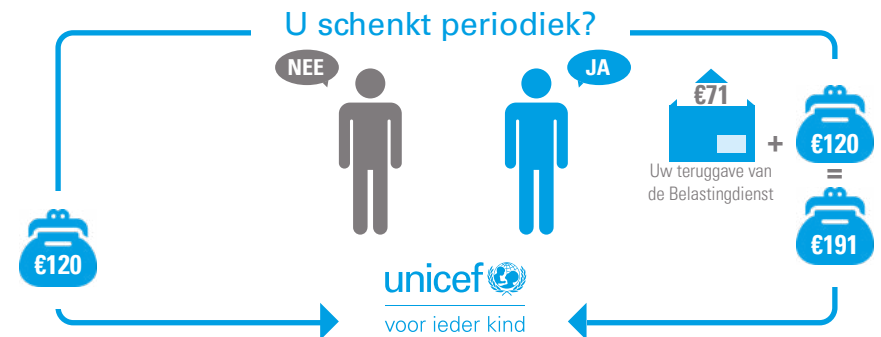 U schenkt periodiek?
NEE
JA
€71
+
€120
Uw teruggave van
de Belastingdienst
=
€120
€191
unicef
voor ieder kind